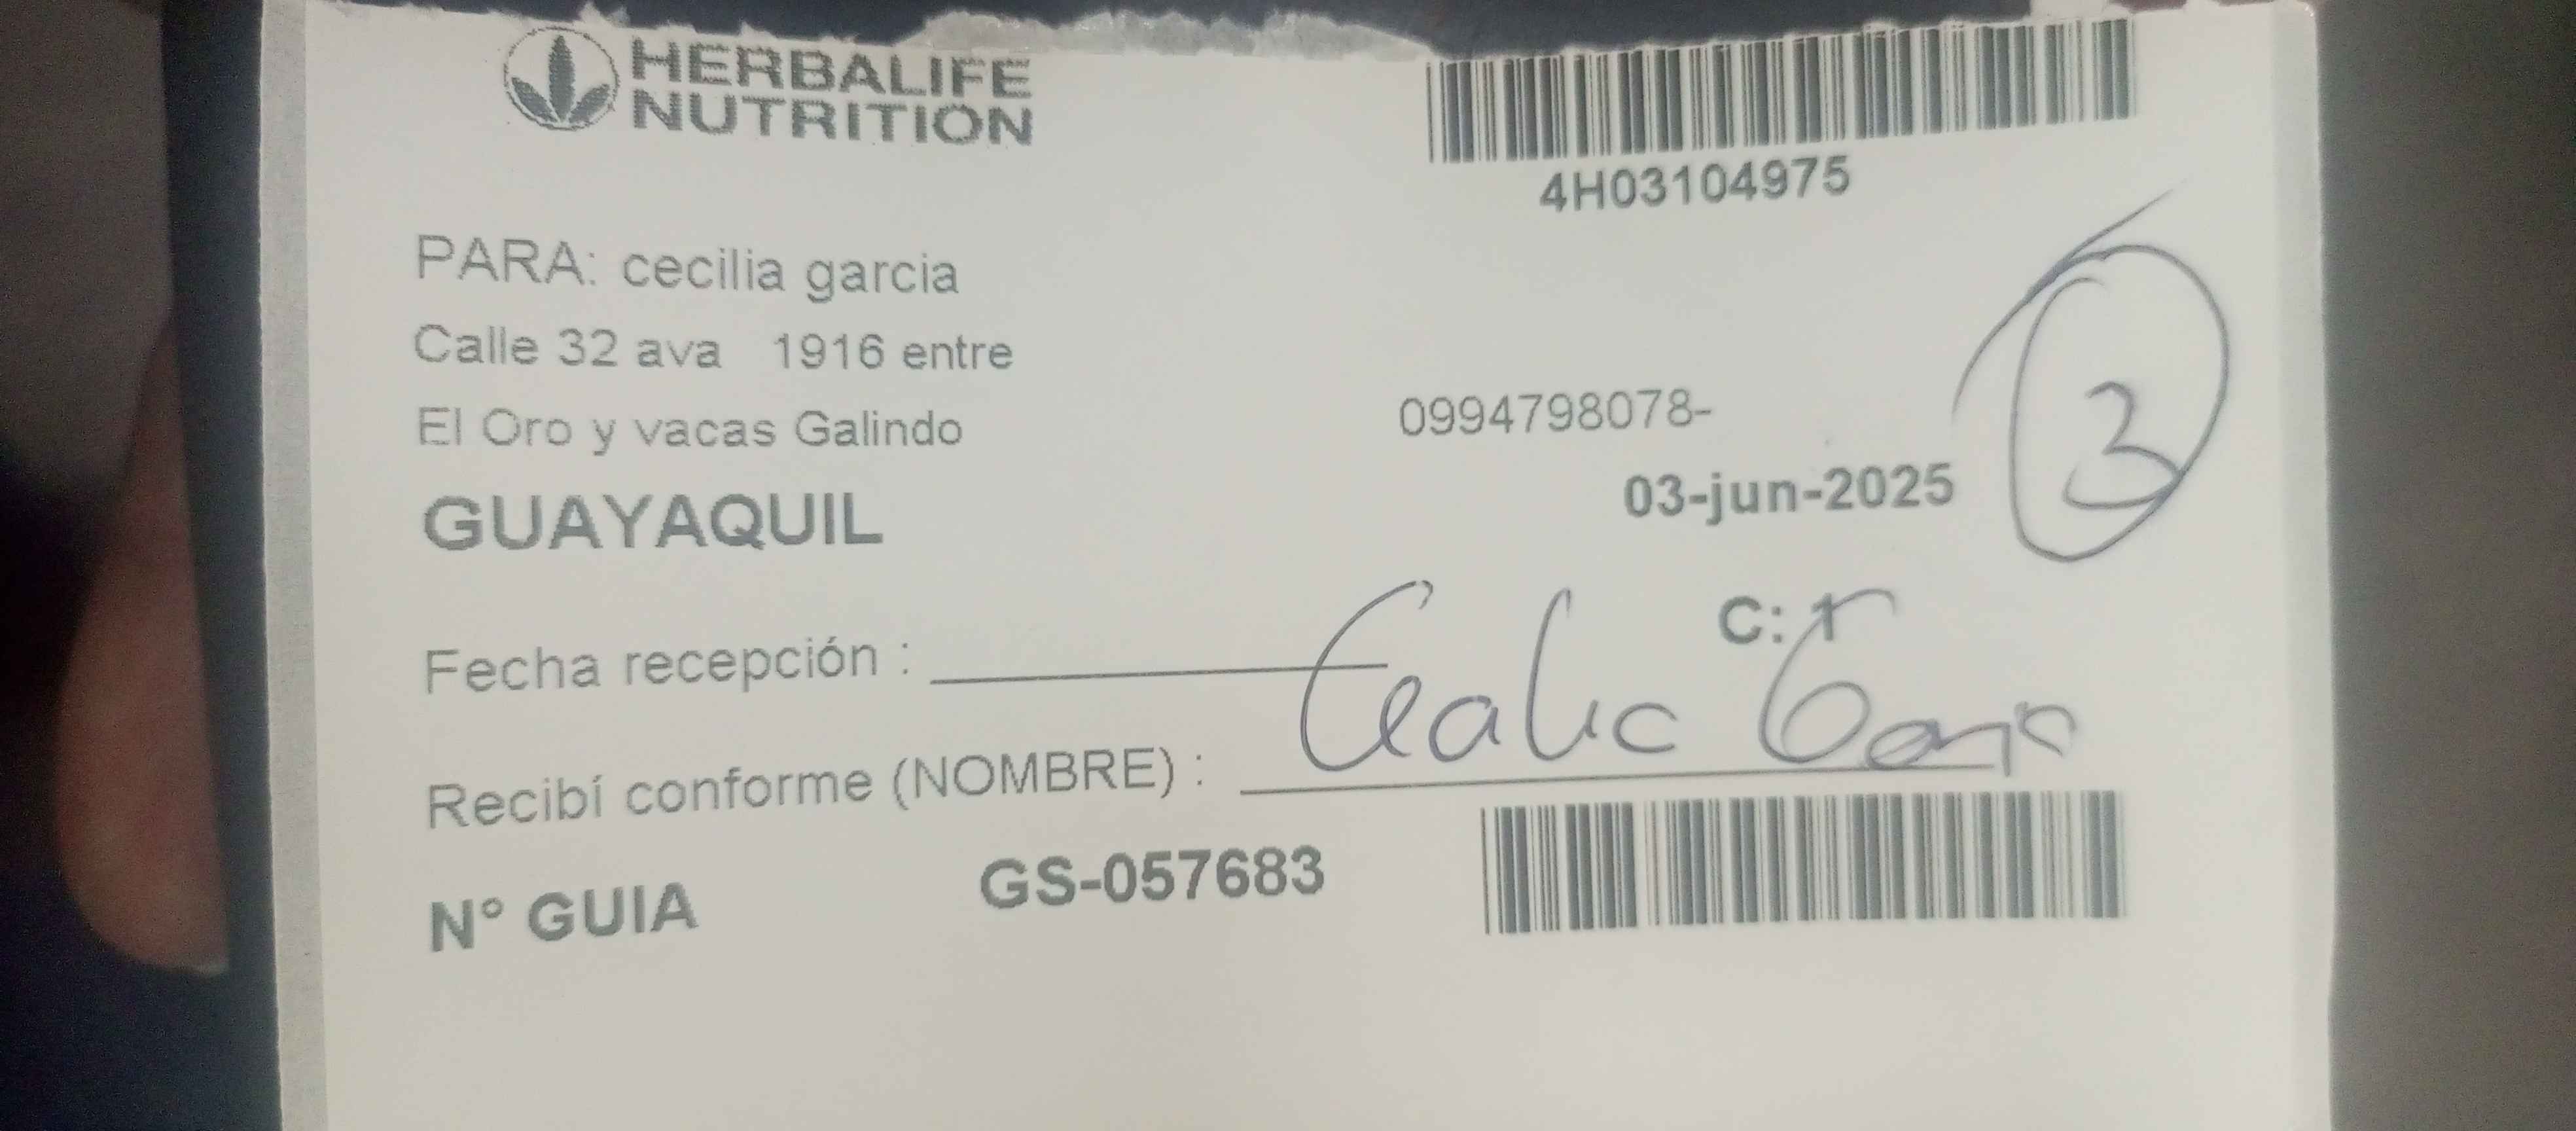 HERBALIFE
NUTRITION
4H03104975
PARA: cecilia garcia
Calle 32 ava 1916 entre
El Oro y vacas Galindo
0994798078-
GUAYAQUIL
03-jun-2025
3
C: 1
Fecha recepción :
Recibí conforme (NOMBRE) :
N° GUIA GS-057683